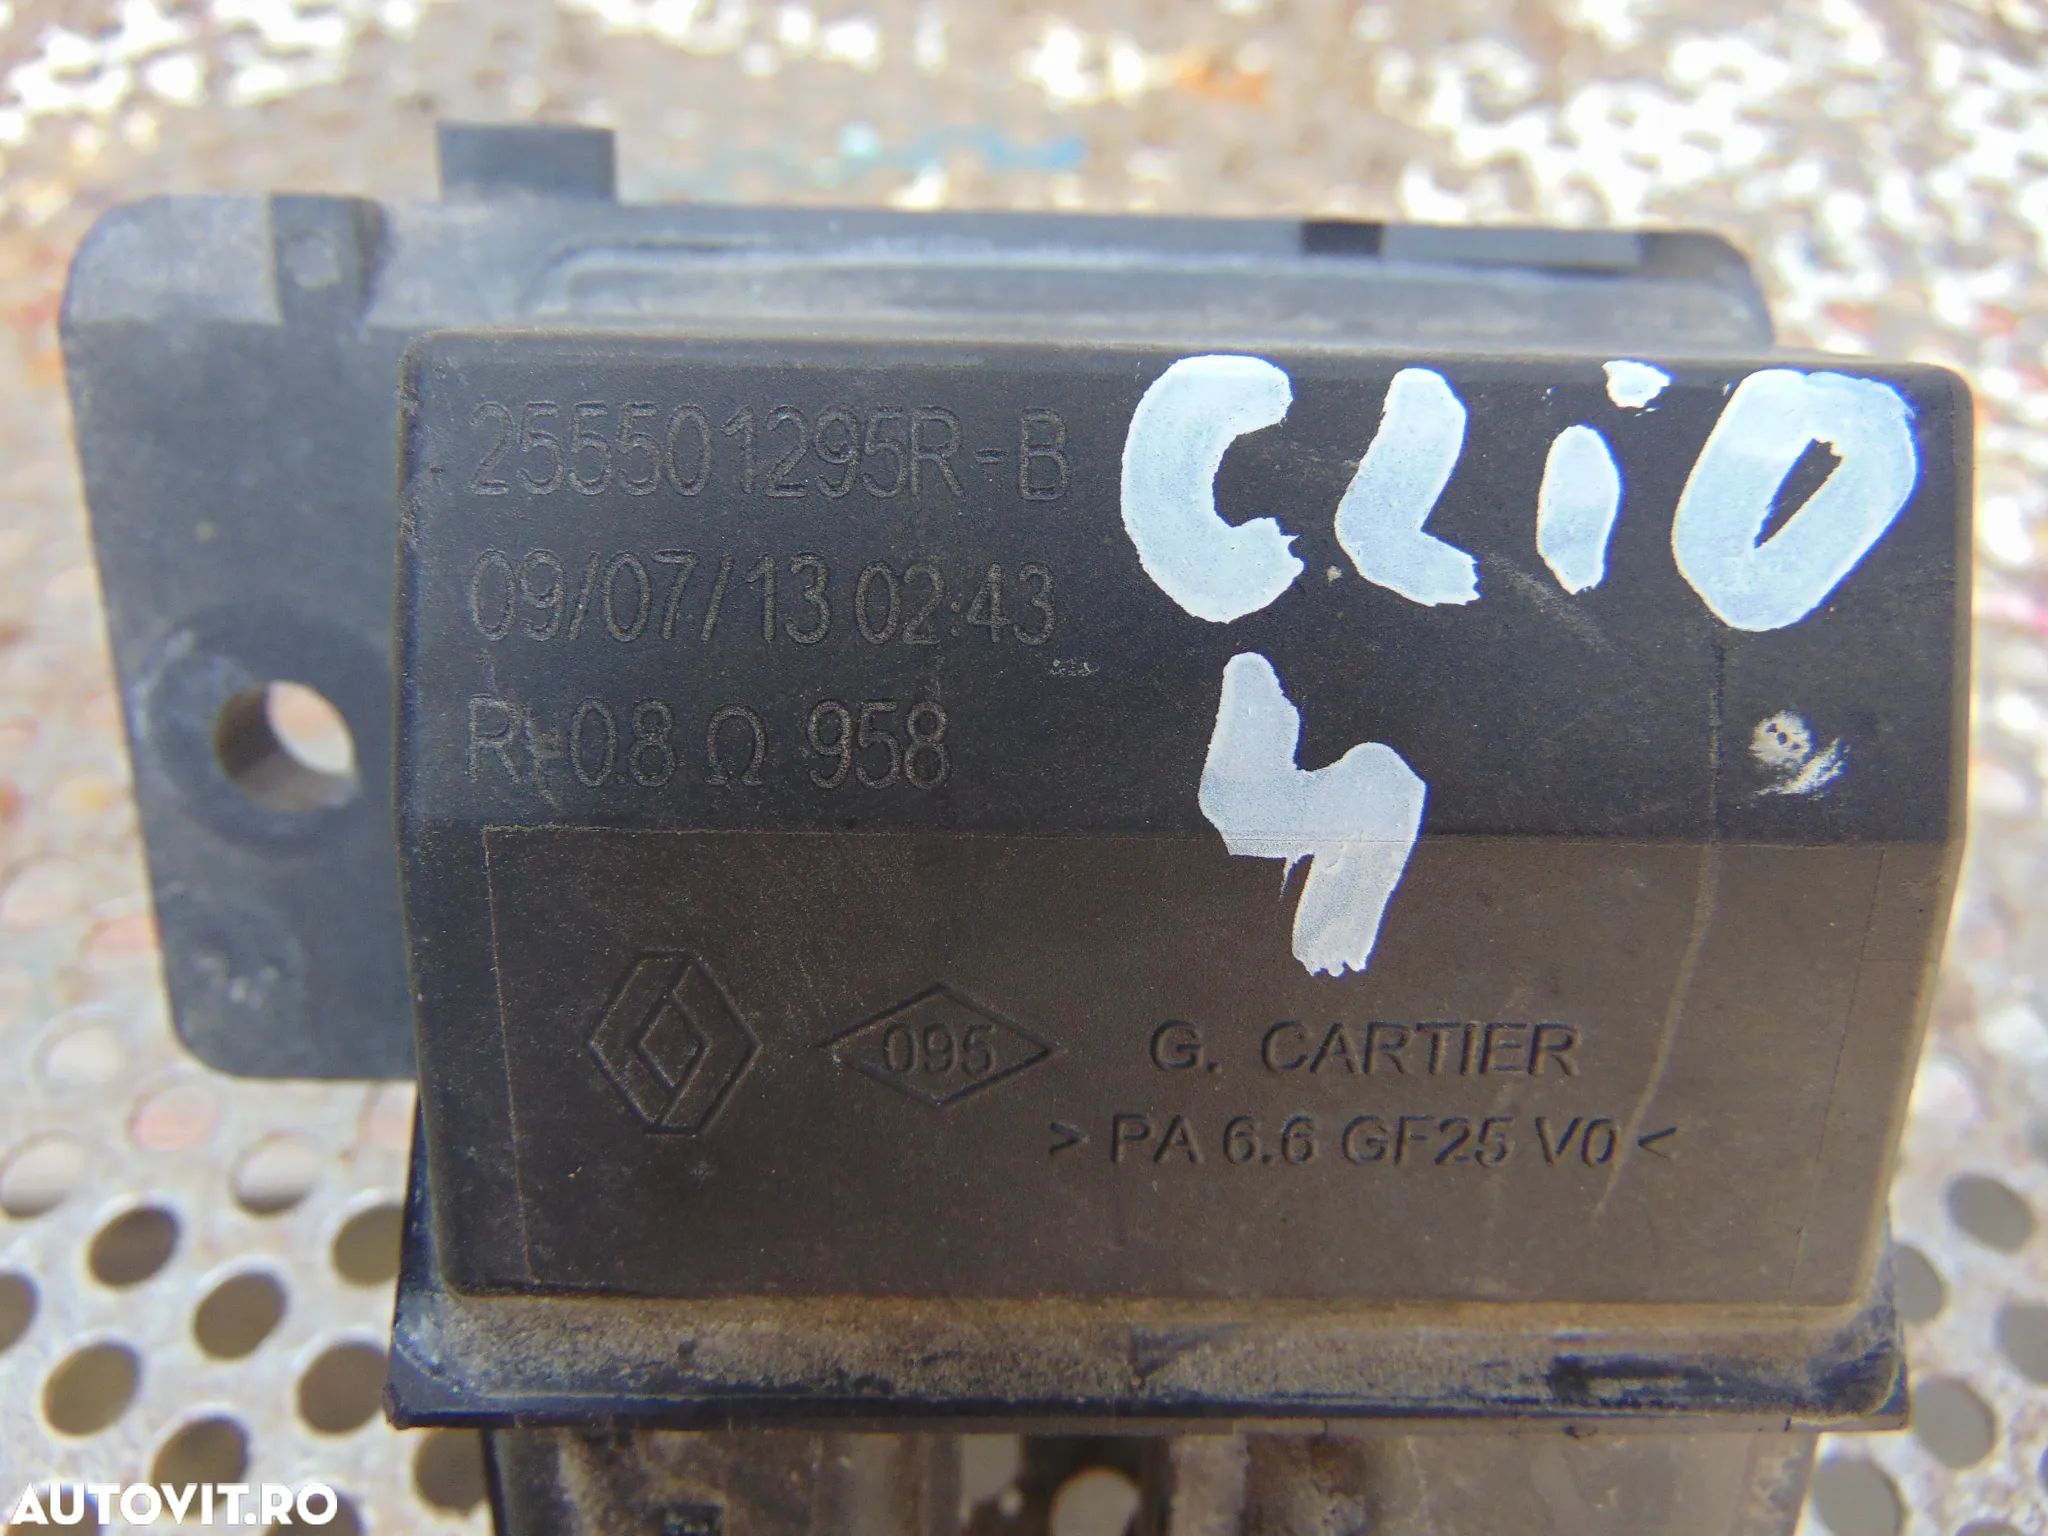 255501295R-B
09/07/13 02:43
R=0.8 Ω 958
CLiO
4
095
G. CARTIER
>PA 6.6 GF25 V0<
AUTOVIT.RO